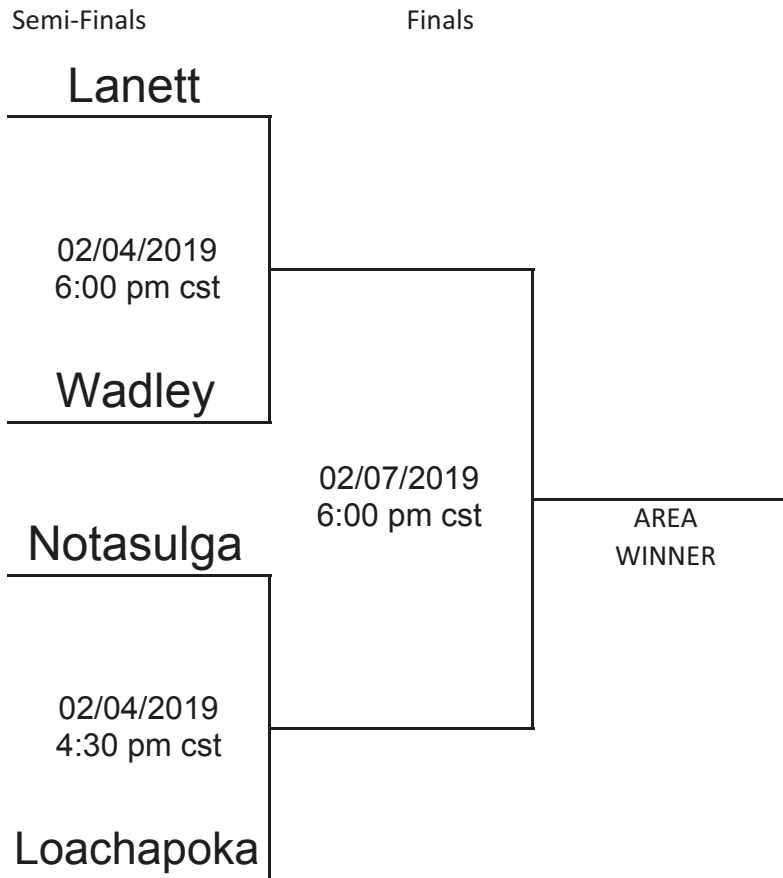 Semi-Finals
Finals
Lanett
02/04/2019
6:00 pm cst
Wadley
02/07/2019
6:00 pm cst
AREA
WINNER
Notasulga
02/04/2019
4:30 pm cst
Loachapoka